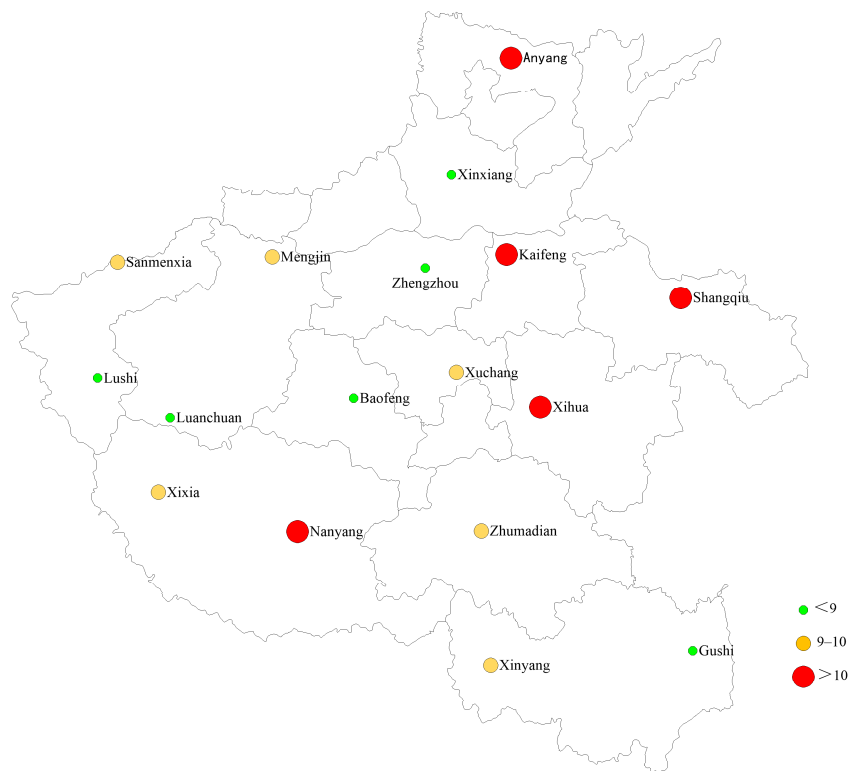 Anyang
Xinxiang
Kaifeng
Mengjin
Sanmenxia
Zhengzhou
Shangqiu
Xuchang
Lushi
Baofeng
Xihua
Luanchuan
Xixia
Nanyang
Zhumadian
<9
9–10
Gushi
Xinyang
>10